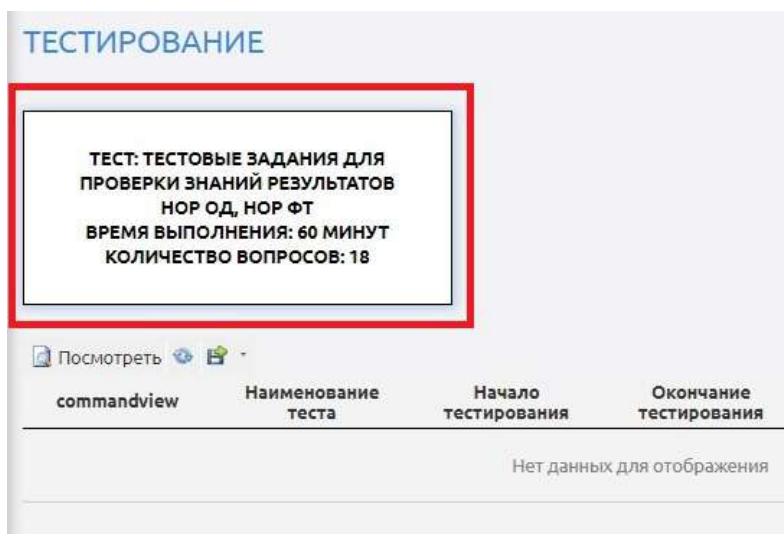 ТЕСТИРОВАНИЕ
ТЕСТ: ТЕСТОВЫЕ ЗАДАНИЯ ДЛЯ
ПРОВЕРКИ ЗНАНИЙ РЕЗУЛЬТАТОВ
НОР ОД, НОР ФТ
ВРЕМЯ ВЫПОЛНЕНИЯ: 60 МИНУТ
КОЛИЧЕСТВО ВОПРОСОВ: 18
Посмотреть
commandview Наименование теста Начало тестирования Окончание тестирования
Нет данных для отображения